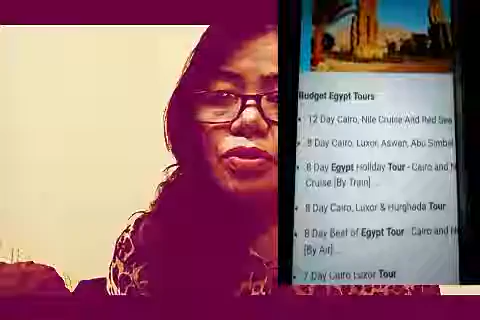 Budget Egypt Tours
12 Day Cairo, Nile Cruise And Red Sea
8 Day Cairo, Luxor, Aswan, Abu Simbel
8 Day Egypt Holiday Tour - Cairo and N
Cruise [By Train] ...
8 Day Cairo, Luxor & Hurghada Tour
8 Day Best of Egypt Tour - Cairo and N
[By Air]...
7 Day Cairo Luxor Tour